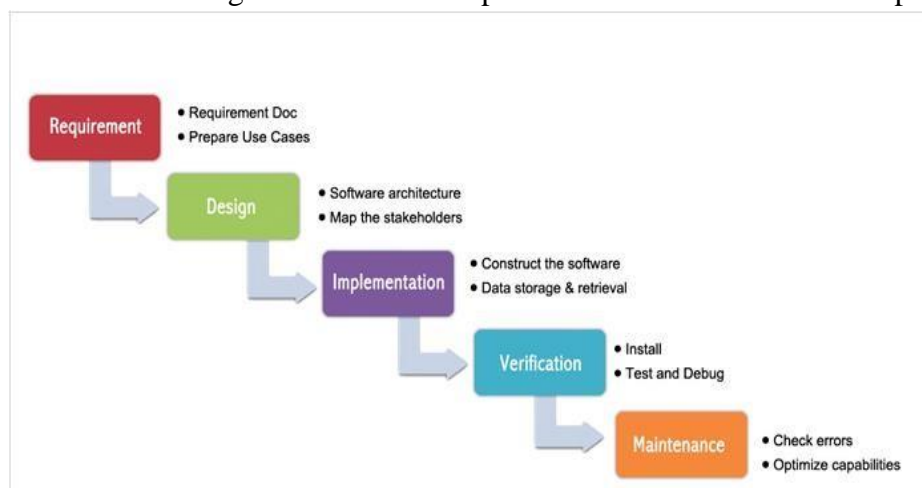 Requirement
• Requirement Doc
• Prepare Use Cases
Design
• Software architecture
• Map the stakeholders
Implementation
• Construct the software
• Data storage & retrieval
Verification
• Install
• Test and Debug
Maintenance
• Check errors
• Optimize capabilities